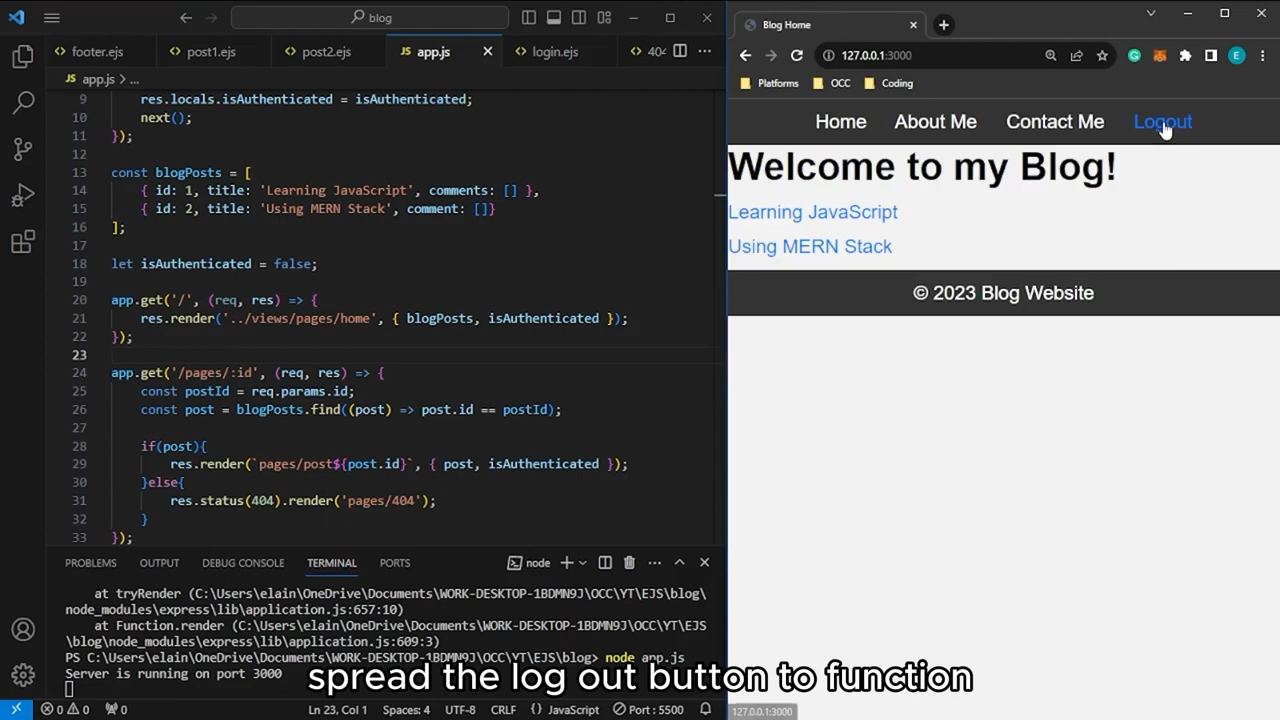 blog
footer.ejs
post1.ejs
post2.ejs
JS app.js
login.ejs
404
JS app.js > ...
9 res.locals.isAuthenticated = isAuthenticated;
10 next();
11 });
12
13 const blogPosts = [
14 { id: 1, title: 'Learning JavaScript', comments: [] },
15 { id: 2, title: 'Using MERN Stack', comment: []}
16 ];
17
18 let isAuthenticated = false;
19
20 app.get('/', (req, res) => {
21 res.render('../views/pages/home', { blogPosts, isAuthenticated });
22 });
23
24 app.get('/pages/:id', (req, res) => {
25 const postId = req.params.id;
26 const post = blogPosts.find((post) => post.id == postId);
27
28 if(post){
29 res.render(`pages/post${post.id}`, { post, isAuthenticated });
30 }else{
31 res.status(404).render('pages/404');
32 }
33 });
PROBLEMS OUTPUT DEBUG CONSOLE TERMINAL PORTS
node
at tryRender (C:\Users\elain\OneDrive\Documents\WORK-DESKTOP-1BDMN9J\OCC\YT\EJS\blog\
node_modules\express\lib\application.js:657:10)
at Function.render (C:\Users\elain\OneDrive\Documents\WORK-DESKTOP-1BDMN9J\OCC\YT\EJS
\blog\node_modules\express\lib\application.js:609:3)
PS C:\Users\elain\OneDrive\Documents\WORK-DESKTOP-1BDMN9J\OCC\YT\EJS\blog> node app.js
Server is running on port 3000
0 0 0 Ln 23, Col 1 Spaces: 4 UTF-8 CRLF {} JavaScript Port : 5500
Blog Home
127.0.0.1:3000
E
Platforms OCC Coding
Home About Me Contact Me Logout
Welcome to my Blog!
Learning JavaScript
Using MERN Stack
© 2023 Blog Website
spread the log out button to function
127.0.0.1:3000